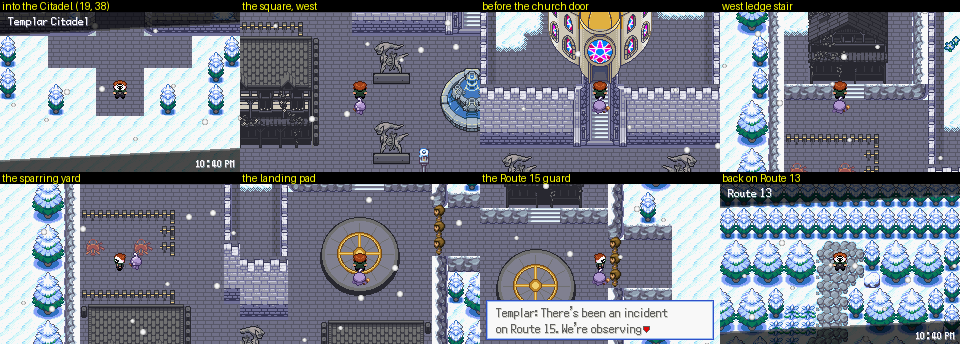 into the Citadel (19, 38)
the square, west
before the church door
west ledge stair
Templar Citadel
10:40 PM
the sparring yard
the landing pad
the Route 15 guard
back on Route 13
Route 13
Templar: There's been an incident
on Route 15. We're observing
10:40 PM